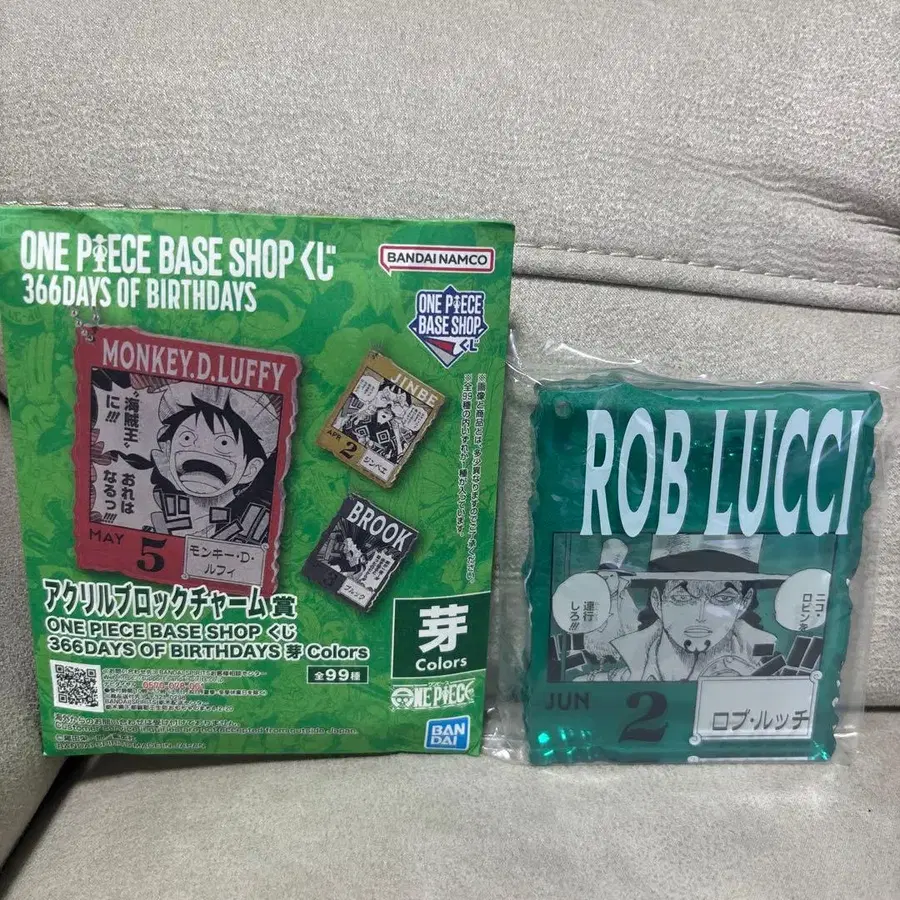 ONE PIECE BASE SHOP くじ
366DAYS OF BIRTHDAYS
BANDAI NAMCO
ONE PIECE
BASE SHOP
くじ
MONKEY.D.LUFFY
"海賊王"
に!!!
おれは
なるっ!!!
MAY 5
モンキー・D・
ルフィ
JINBE
APR 2
ジンベエ
BROOK
3
ブルック
アクリルブロックチャーム賞
ONE PIECE BASE SHOP くじ
366DAYS OF BIRTHDAYS 芽 Colors
全99種
芽
Colors
ONE PIECE
BAN
DAI
ROB LUCCI
ニコ・
ロビンを
連行
しろ!!
JUN 2
ロブ・ルッチ